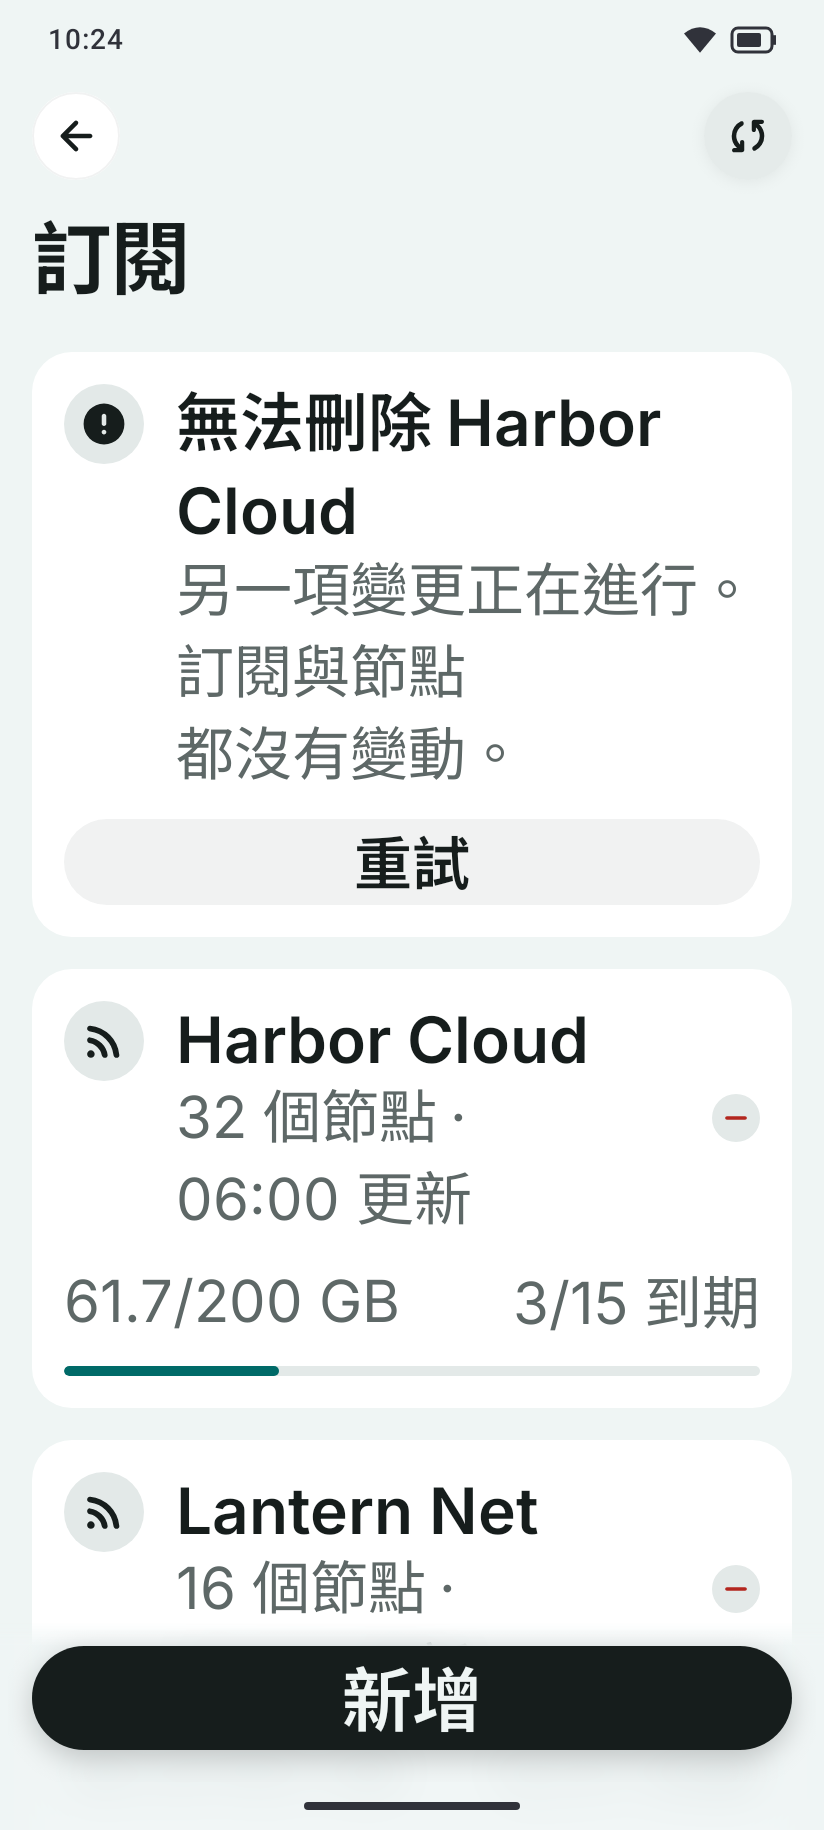 10:24
訂閱
無法刪除 Harbor
Cloud
另一項變更正在進行。
訂閱與節點
都沒有變動。
重試
Harbor Cloud
32 個節點 ·
06:00 更新
61.7/200 GB
3/15 到期
Lantern Net
16 個節點 ·
新增